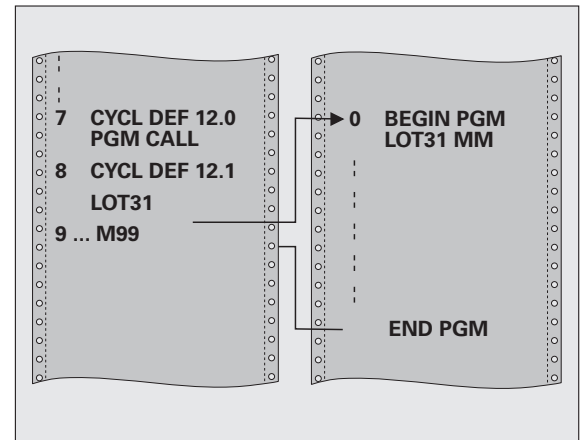 7 CYCL DEF 12.0
PGM CALL
8 CYCL DEF 12.1
LOT31
9 ... M99
0 BEGIN PGM
LOT31 MM
END PGM